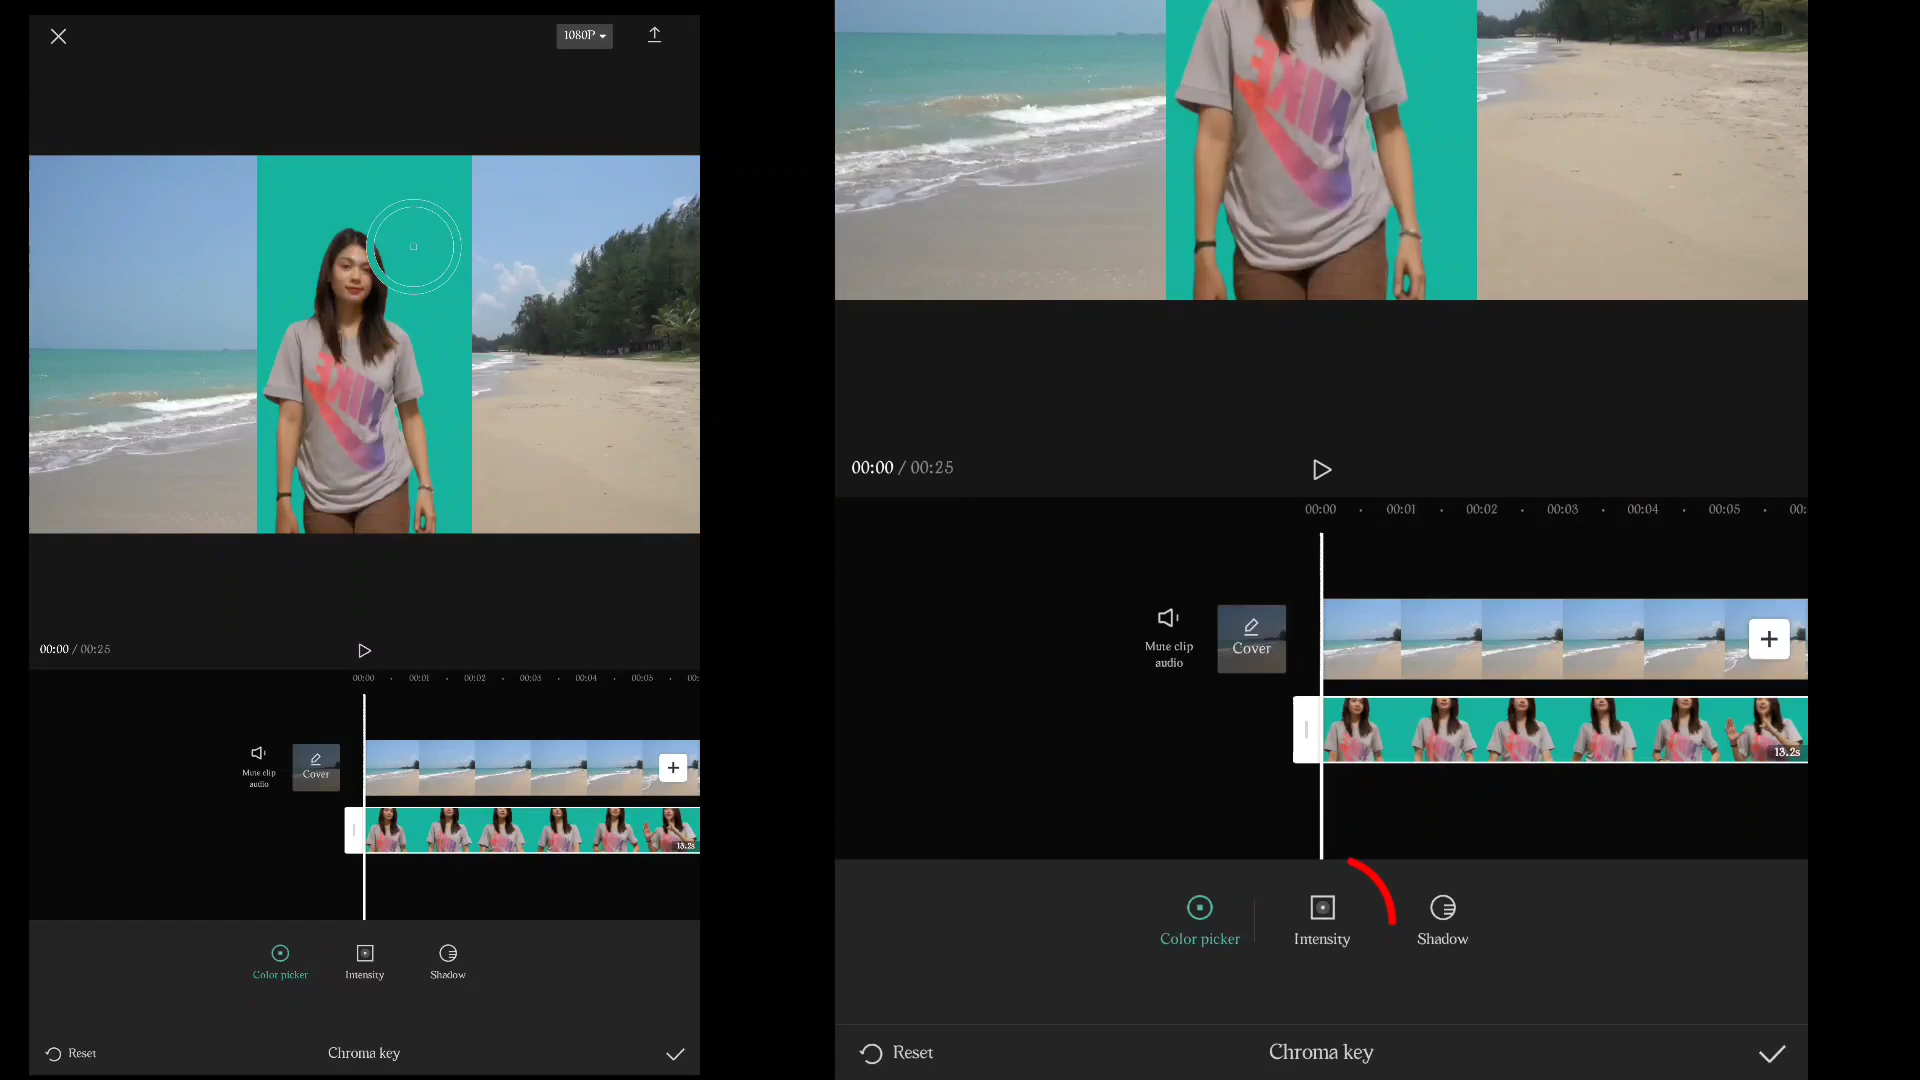 1080P
00:00 / 00:25
00:00 00:01 00:02 00:03 00:04 00:05 00:
Mute clip
audio
Cover
13.2s
Color picker
Intensity
Shadow
Reset
Chroma key
NIKE
00:00 / 00:25
00:00 00:01 00:02 00:03 00:04 00:05 00:
Mute clip
audio
Cover
13.2s
Color picker
Intensity
Shadow
Reset
Chroma key